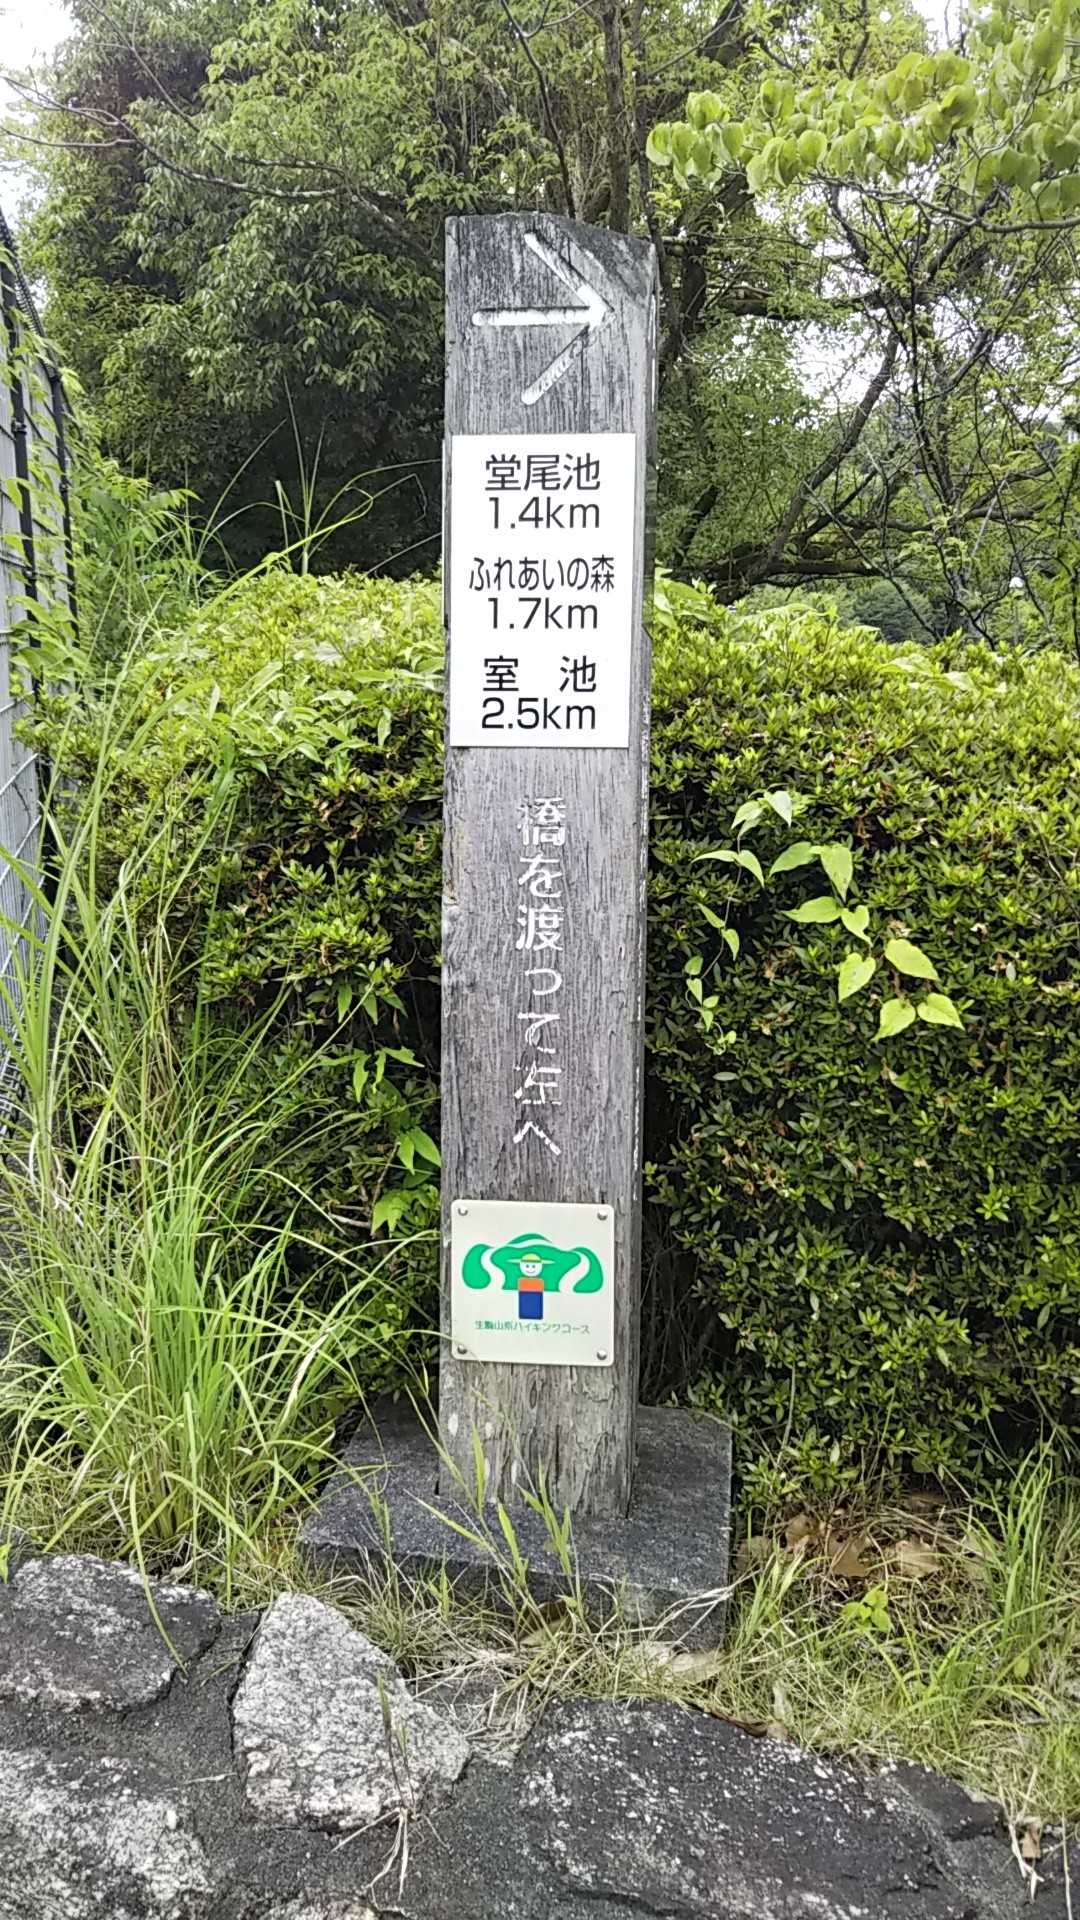 堂尾池
1.4km
ふれあいの森
1.7km
室 池
2.5km
橋を渡って左へ
生駒山系ハイキングコース